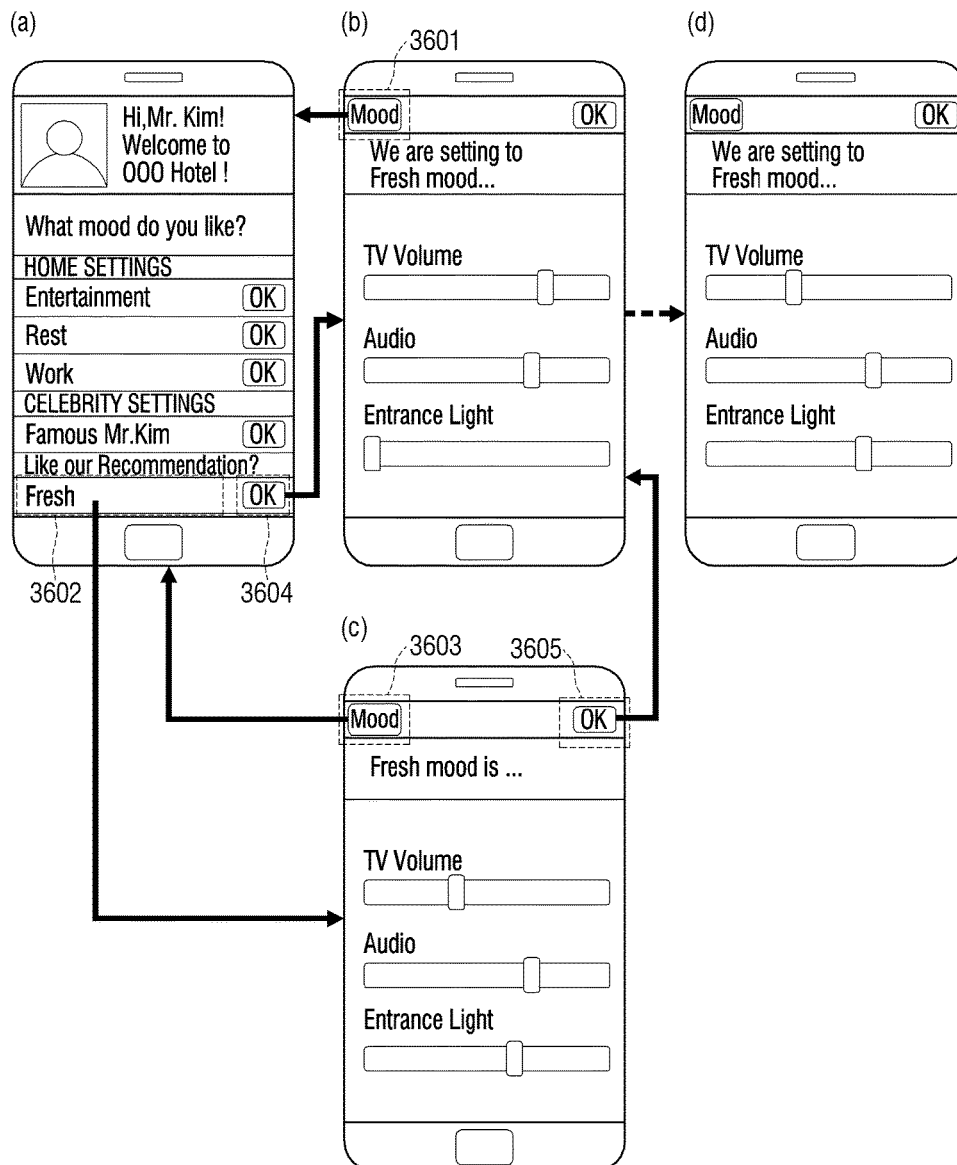 (a)
Hi,Mr. Kim!
Welcome to
OOO Hotel !
What mood do you like?
HOME SETTINGS
Entertainment OK
Rest OK
Work OK
CELEBRITY SETTINGS
Famous Mr.Kim OK
Like our Recommendation?
Fresh OK
3602 3604
(b)
3601
Mood OK
We are setting to
Fresh mood...
TV Volume
Audio
Entrance Light
(d)
Mood OK
We are setting to
Fresh mood...
TV Volume
Audio
Entrance Light
(c)
3603 3605
Mood OK
Fresh mood is ...
TV Volume
Audio
Entrance Light